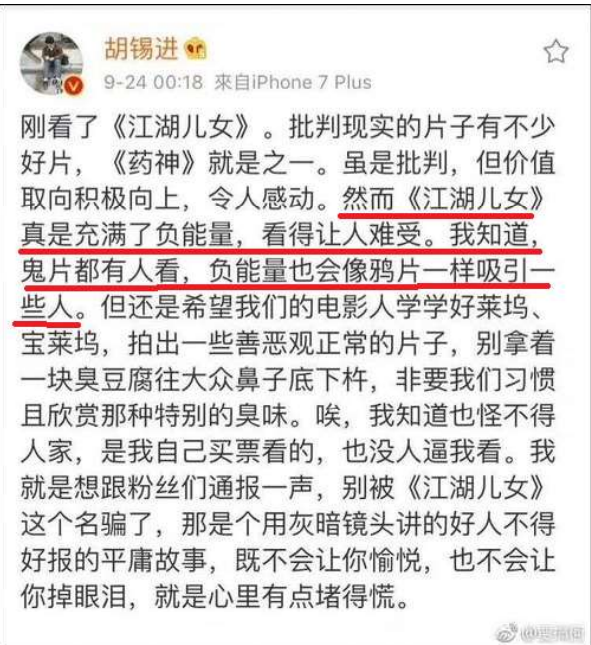 胡锡进
9-24 00:18 來自iPhone 7 Plus
刚看了《江湖儿女》。批判现实的片子有不少
好片，《药神》就是之一。虽是批判，但价值
取向积极向上，令人感动。然而《江湖儿女》
真是充满了负能量，看得让人难受。我知道，
鬼片都有人看，负能量也会像鸦片一样吸引一
些人。但还是希望我们的电影人学学好莱坞、
宝莱坞，拍出一些善恶观正常的片子，别拿着
一块臭豆腐往大众鼻子底下杵，非要我们习惯
且欣赏那种特别的臭味。唉，我知道也怪不得
人家，是我自己买票看的，也没人逼我看。我
就是想跟粉丝们通报一声，别被《江湖儿女》
这个名骗了，那是个用灰暗镜头讲的好人不得
好报的平庸故事，既不会让你愉悦，也不会让
你掉眼泪，就是心里有点堵得慌。